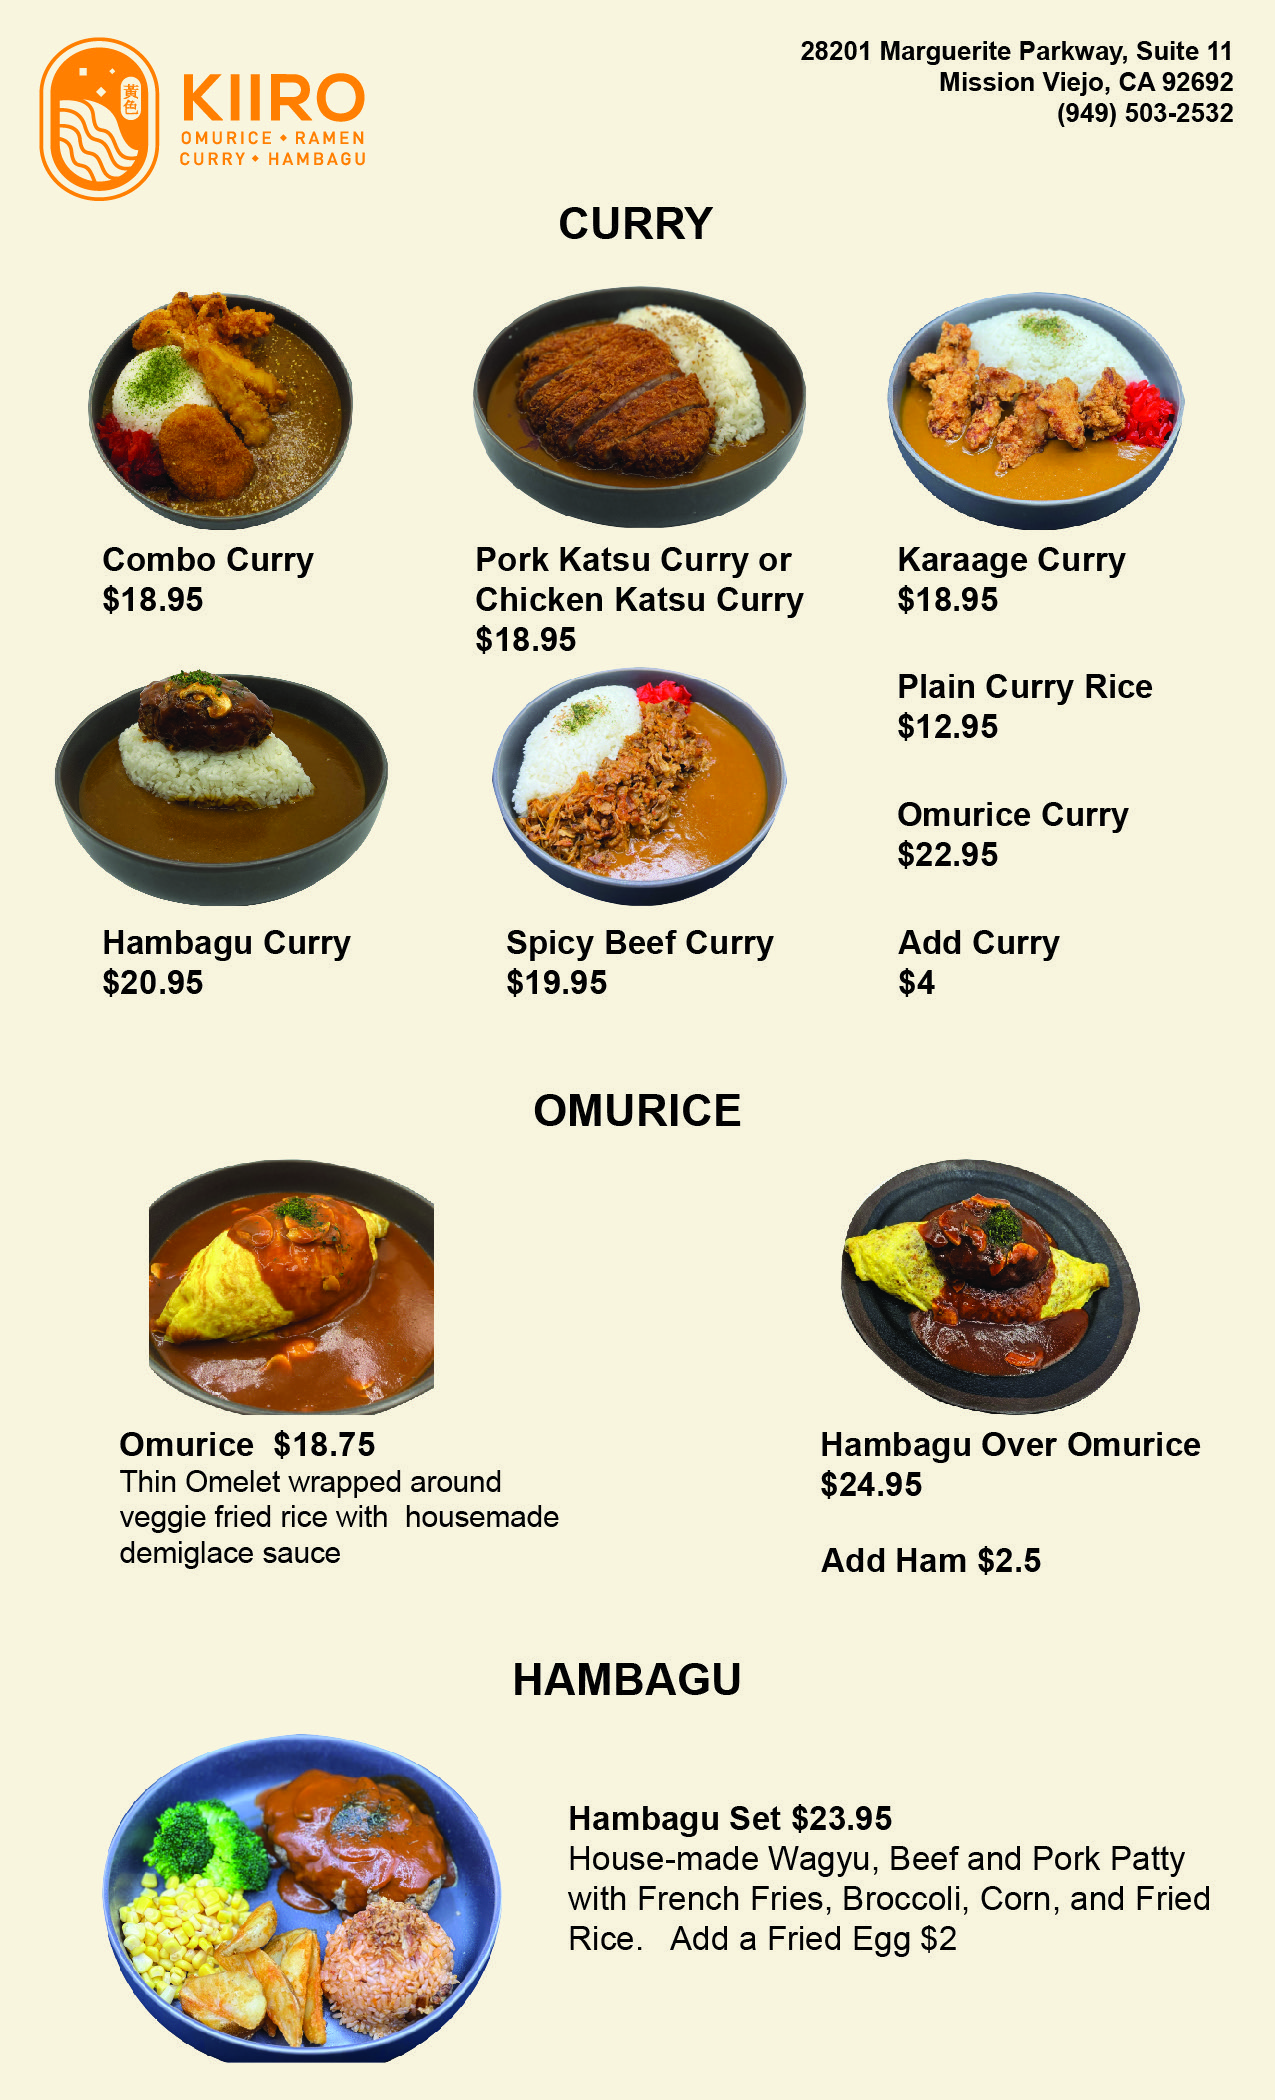 黃色
KIIRO
OMURICE • RAMEN
CURRY • HAMBAGU
28201 Marguerite Parkway, Suite 11
Mission Viejo, CA 92692
(949) 503-2532
CURRY
Combo Curry
$18.95
Pork Katsu Curry or
Chicken Katsu Curry
$18.95
Karaage Curry
$18.95
Plain Curry Rice
$12.95
Omurice Curry
$22.95
Hambagu Curry
$20.95
Spicy Beef Curry
$19.95
Add Curry
$4
OMURICE
Omurice $18.75
Thin Omelet wrapped around
veggie fried rice with housemade
demiglace sauce
Hambagu Over Omurice
$24.95
Add Ham $2.5
HAMBAGU
Hambagu Set $23.95
House-made Wagyu, Beef and Pork Patty
with French Fries, Broccoli, Corn, and Fried
Rice. Add a Fried Egg $2